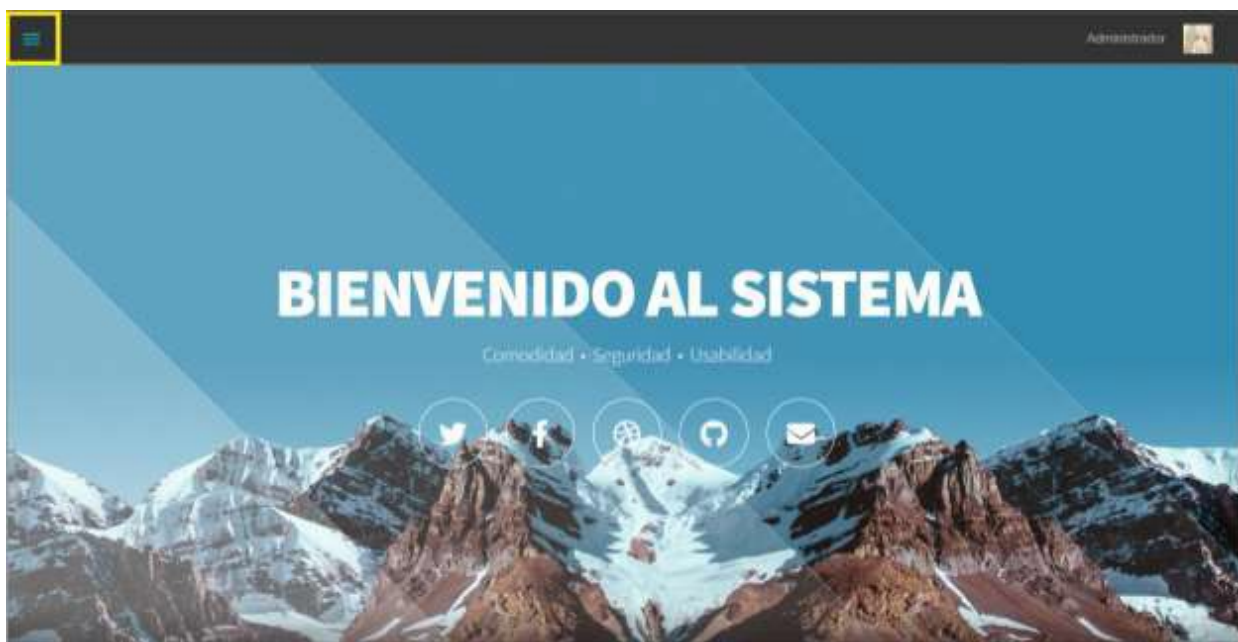 Administrador
BIENVENIDO AL SISTEMA
Comodidad • Seguridad • Usabilidad